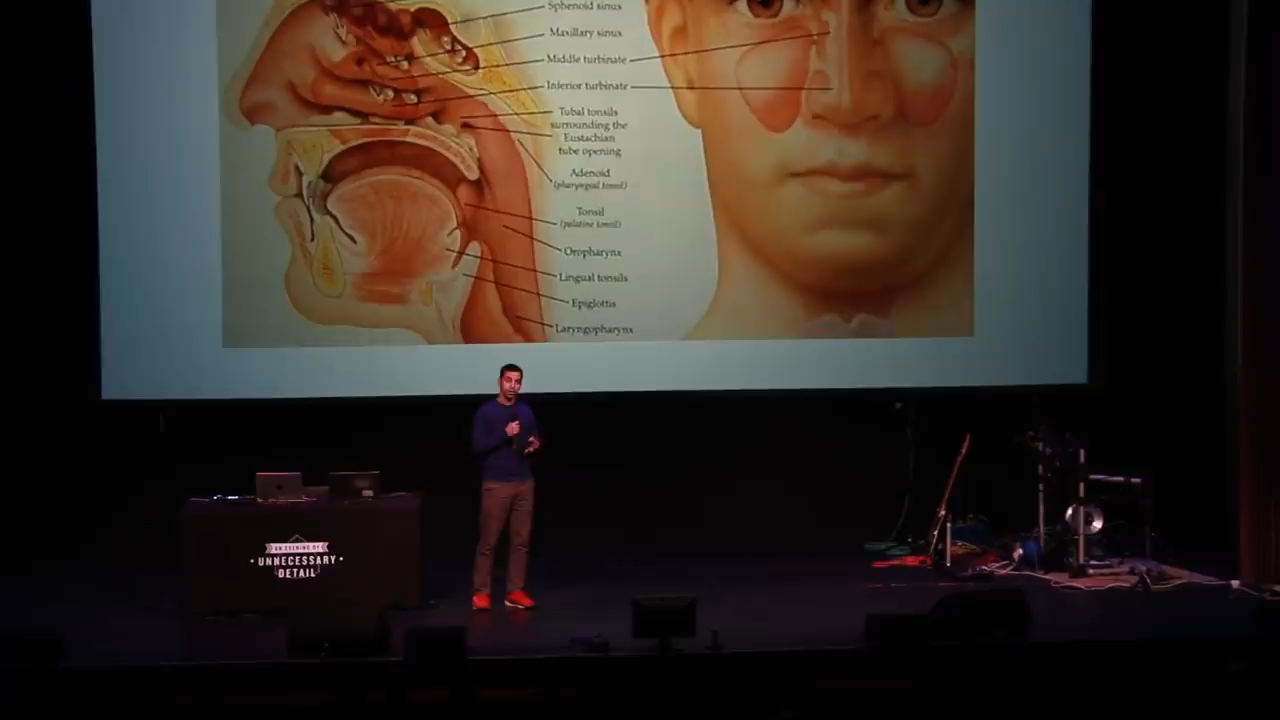 Sphenoid sinus
Maxillary sinus
Middle turbinate
Inferior turbinate
Tubal tonsils
surrounding the
Eustachian
tube opening
Adenoid
(pharyngeal tonsil)
Tonsil
(palatine tonsil)
Oropharynx
Lingual tonsils
Epiglottis
Laryngopharynx
AN EVENING OF
UNNECESSARY
DETAIL